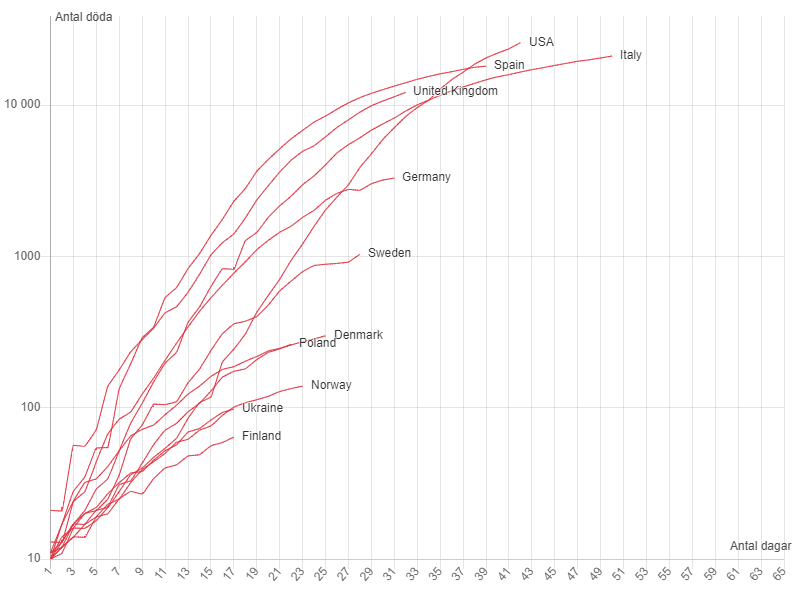 Antal döda
USA
Italy
Spain
United Kingdom
10 000
Germany
1000
Sweden
Denmark
Poland
Norway
100
Ukraine
Finland
Antal dagar
10
1 3 5 7 9 11 13 15 17 19 21 23 25 27 29 31 33 35 37 39 41 43 45 47 49 51 53 55 57 59 61 63 65